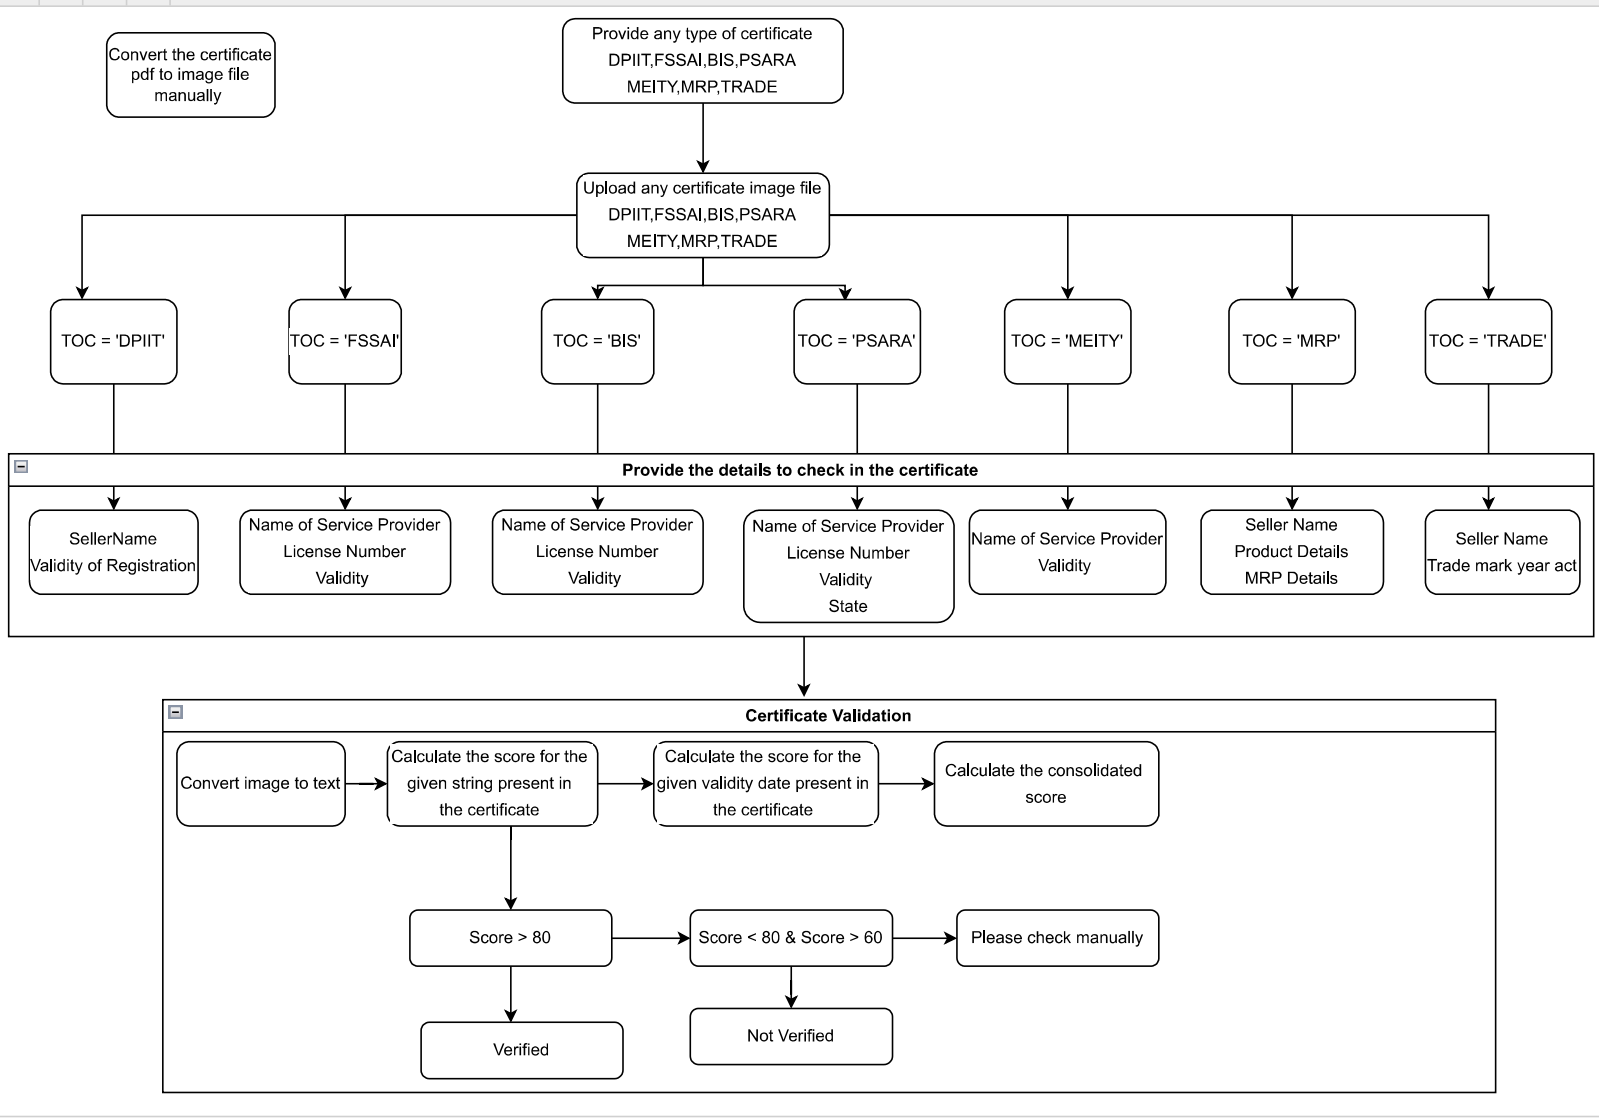 Convert the certificate
pdf to image file
manually
Provide any type of certificate
DPIIT,FSSAI,BIS,PSARA
MEITY,MRP,TRADE
Upload any certificate image file
DPIIT,FSSAI,BIS,PSARA
MEITY,MRP,TRADE
TOC = 'DPIIT'
TOC = 'FSSAI'
TOC = 'BIS'
TOC = 'PSARA'
TOC = 'MEITY'
TOC = 'MRP'
TOC = 'TRADE'
Provide the details to check in the certificate
SellerName
Validity of Registration
Name of Service Provider
License Number
Validity
Name of Service Provider
License Number
Validity
Name of Service Provider
License Number
Validity
State
Name of Service Provider
Validity
Seller Name
Product Details
MRP Details
Seller Name
Trade mark year act
Certificate Validation
Convert image to text
Calculate the score for the
given string present in
the certificate
Calculate the score for the
given validity date present in
the certificate
Calculate the consolidated
score
Score > 80
Score < 80 & Score > 60
Please check manually
Verified
Not Verified